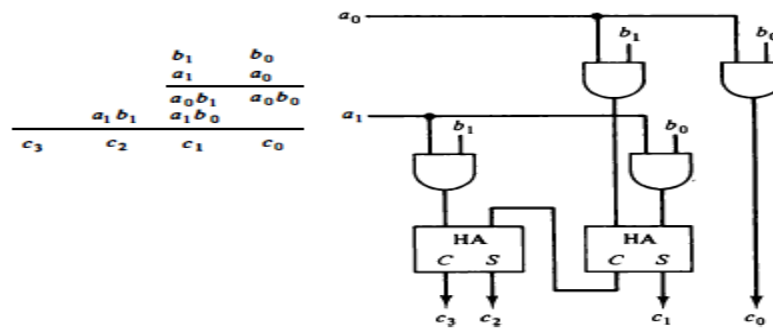 b₁ b₀
a₁ a₀
a₀b₁ a₀b₀
a₁b₁ a₁b₀
c₃ c₂ c₁ c₀
a₀
b₁ b₀
a₁
b₁ b₀
HA HA
C S C S
c₃ c₂ c₁ c₀